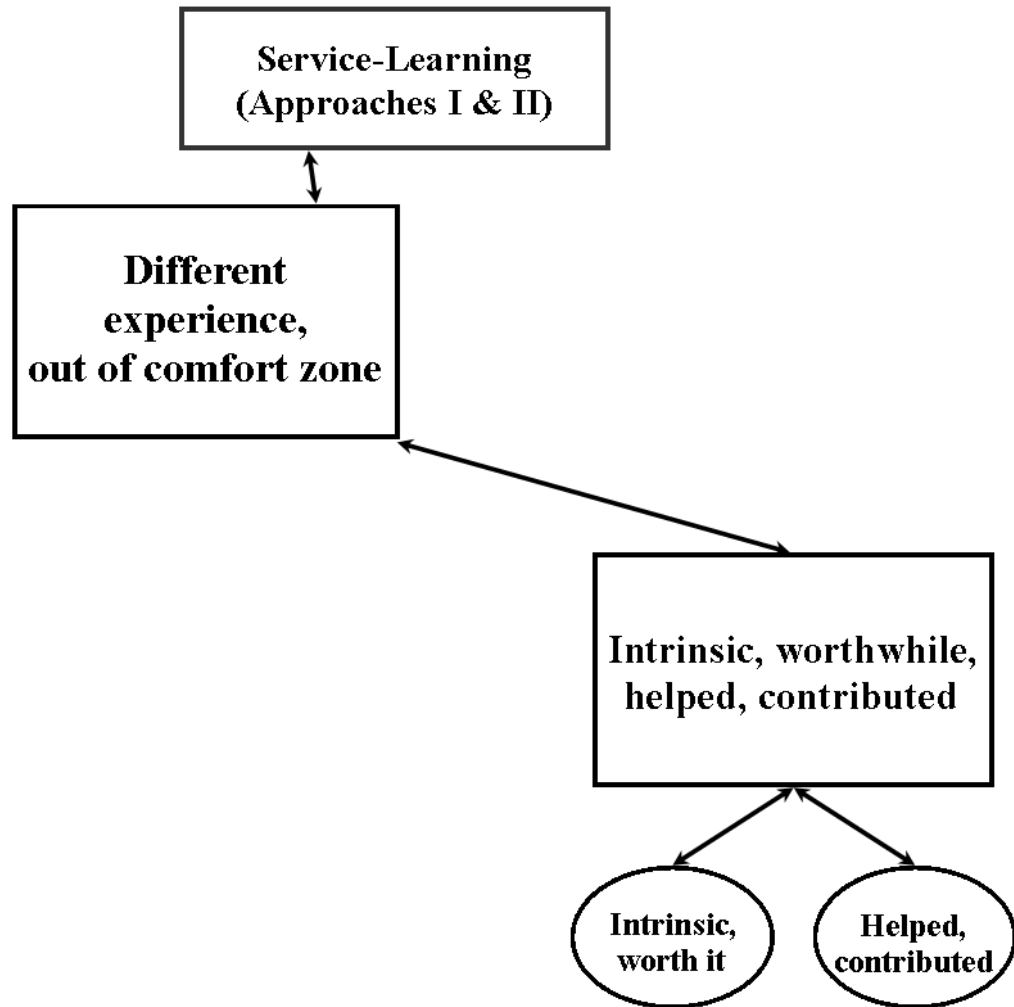 Service-Learning
(Approaches I & II)
Different
experience,
out of comfort zone
Intrinsic, worthwhile,
helped, contributed
Intrinsic,
worth it
Helped,
contributed